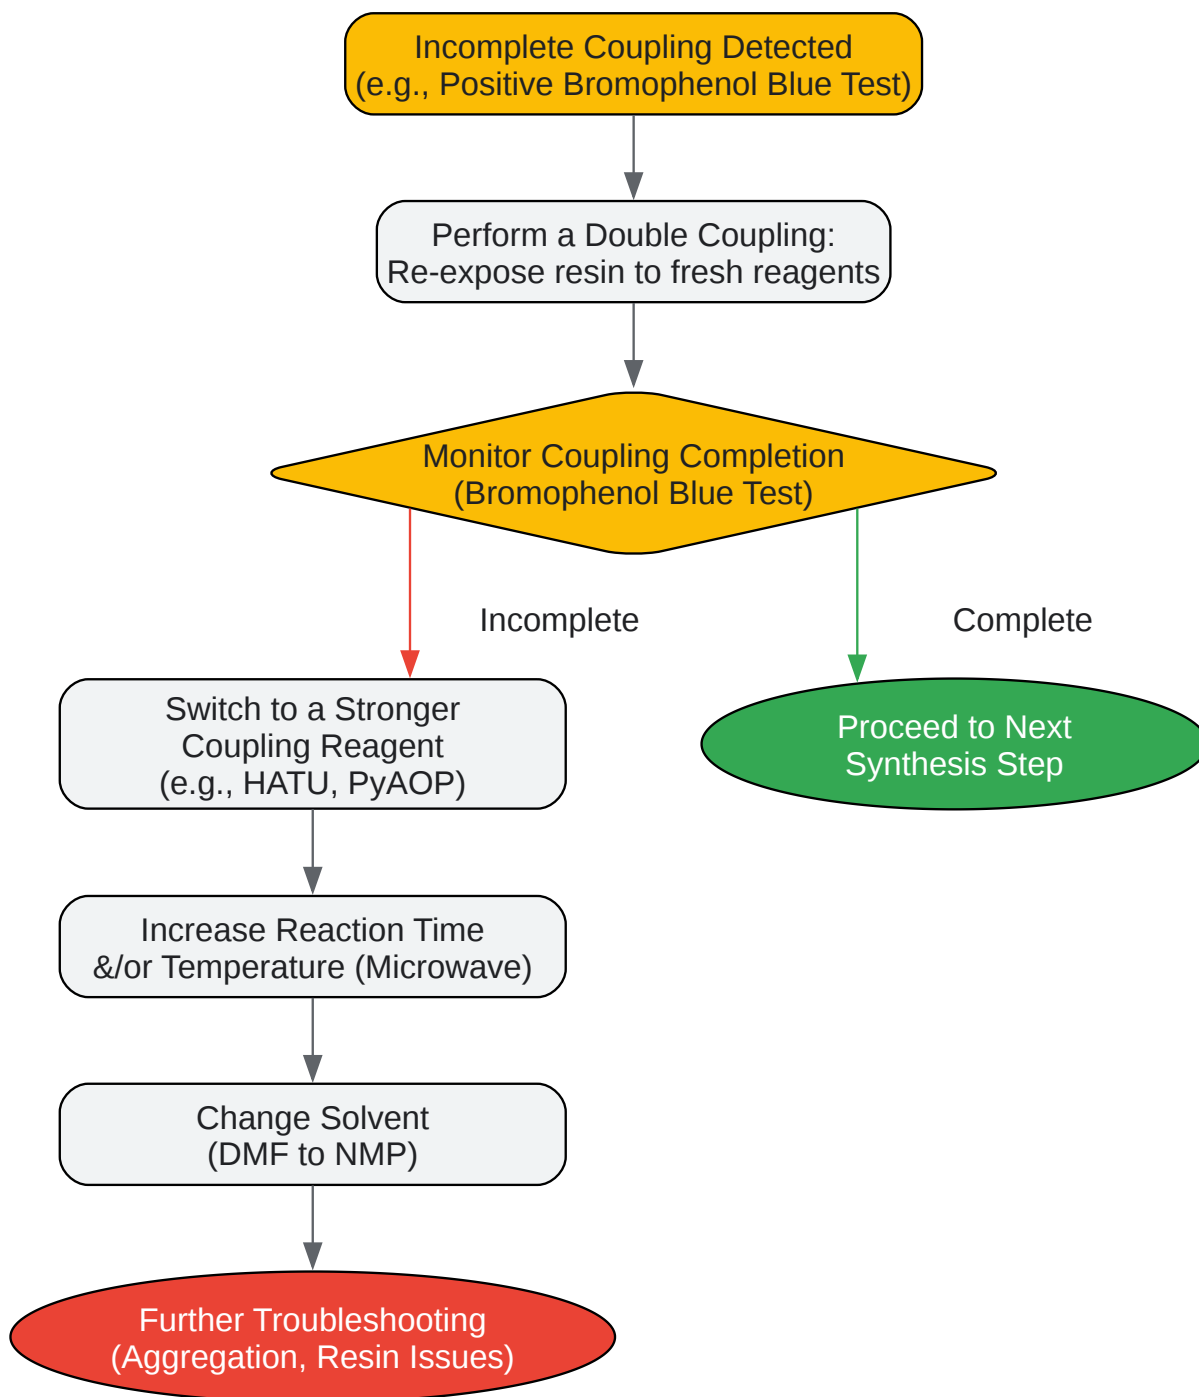 Incomplete Coupling Detected
(e.g., Positive Bromophenol Blue Test)
Perform a Double Coupling:
Re-expose resin to fresh reagents
Monitor Coupling Completion
(Bromophenol Blue Test)
Incomplete
Complete
Switch to a Stronger
Coupling Reagent
(e.g., HATU, PyAOP)
Proceed to Next
Synthesis Step
Increase Reaction Time
&/or Temperature (Microwave)
Change Solvent
(DMF to NMP)
Further Troubleshooting
(Aggregation, Resin Issues)